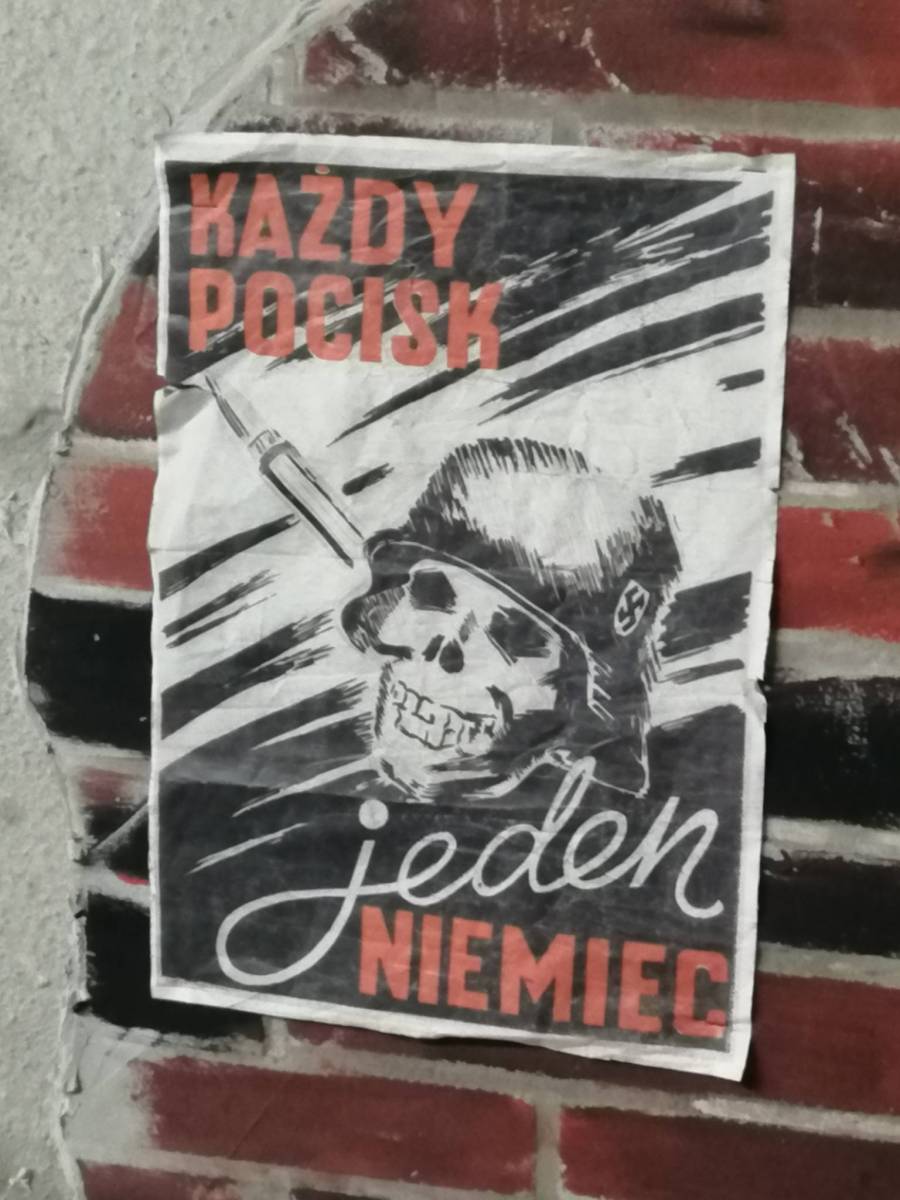 KAŻDY
POCISK
jeden
NIEMIEC